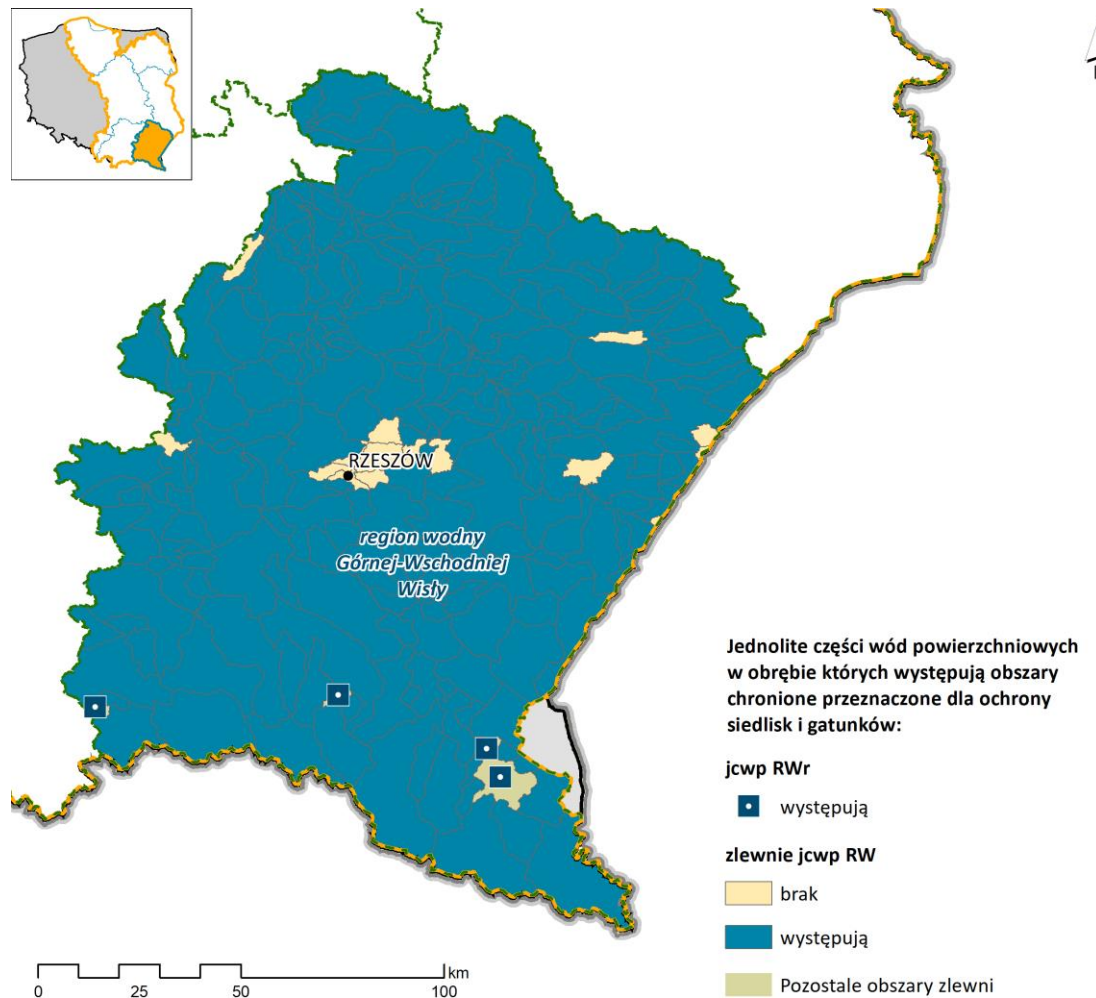 RZESZÓW
region wodny
Górnej-Wschodniej
Wisły
Jednolite części wód powierzchniowych
w obrębie których występują obszary
chronione przeznaczone dla ochrony
siedlisk i gatunków:
jcwp RWr
występują
zlewnie jcwp RW
brak
występują
Pozostałe obszary zlewni
km
0 25 50 100